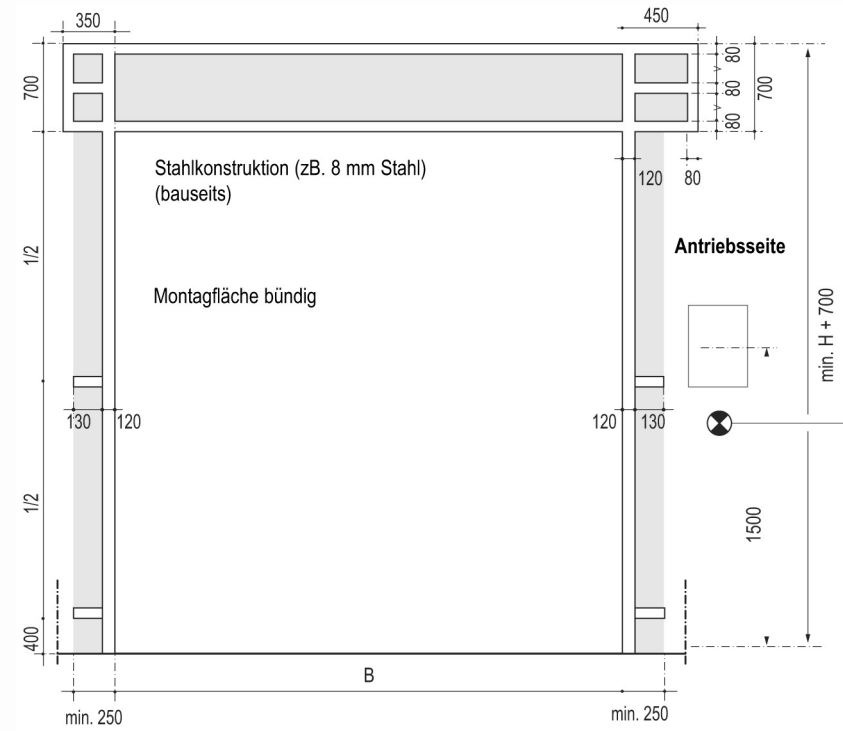 350
450
700
80
80
80
700
120
80
Stahlkonstruktion (zB. 8 mm Stahl)
(bauseits)
Antriebsseite
1/2
Montagfläche bündig
min. H + 700
130
120
120
130
1/2
1500
400
B
min. 250
min. 250